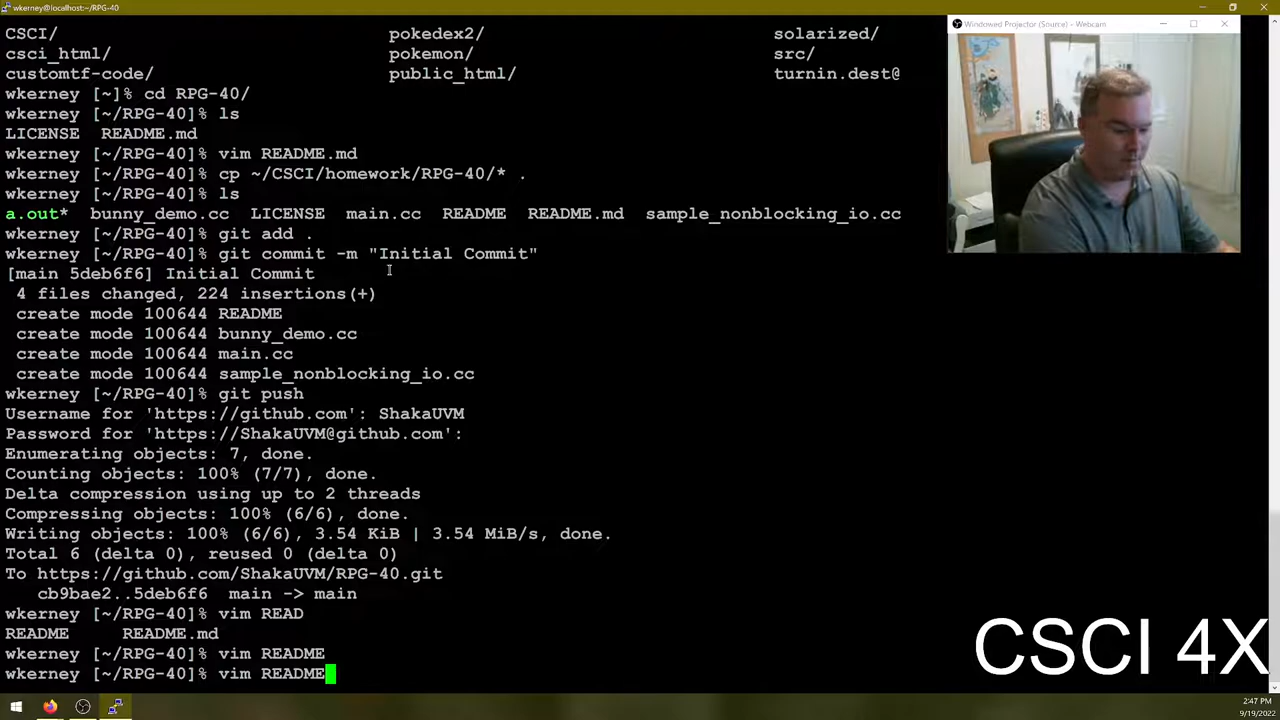 wkerney@localhost:~/RPG-40
CSCI/ pokedex2/ solarized/
csci_html/ pokemon/ src/
customtf-code/ public_html/ turnin.dest@
wkerney [~]% cd RPG-40/
wkerney [~/RPG-40]% ls
LICENSE README.md
wkerney [~/RPG-40]% vim README.md
wkerney [~/RPG-40]% cp ~/CSCI/homework/RPG-40/* .
wkerney [~/RPG-40]% ls
a.out* bunny_demo.cc LICENSE main.cc README README.md sample_nonblocking_io.cc
wkerney [~/RPG-40]% git add .
wkerney [~/RPG-40]% git commit -m "Initial Commit"
[main 5deb6f6] Initial Commit
4 files changed, 224 insertions(+)
create mode 100644 README
create mode 100644 bunny_demo.cc
create mode 100644 main.cc
create mode 100644 sample_nonblocking_io.cc
wkerney [~/RPG-40]% git push
Username for 'https://github.com': ShakaUVM
Password for 'https://ShakaUVM@github.com':
Enumerating objects: 7, done.
Counting objects: 100% (7/7), done.
Delta compression using up to 2 threads
Compressing objects: 100% (6/6), done.
Writing objects: 100% (6/6), 3.54 KiB | 3.54 MiB/s, done.
Total 6 (delta 0), reused 0 (delta 0)
To https://github.com/ShakaUVM/RPG-40.git
cb9bae2..5deb6f6 main -> main
wkerney [~/RPG-40]% vim READ
README README.md
wkerney [~/RPG-40]% vim README
wkerney [~/RPG-40]% vim README
Windowed Projector (Source) - Webcam
CSCI 4X
2:47 PM
9/19/2022